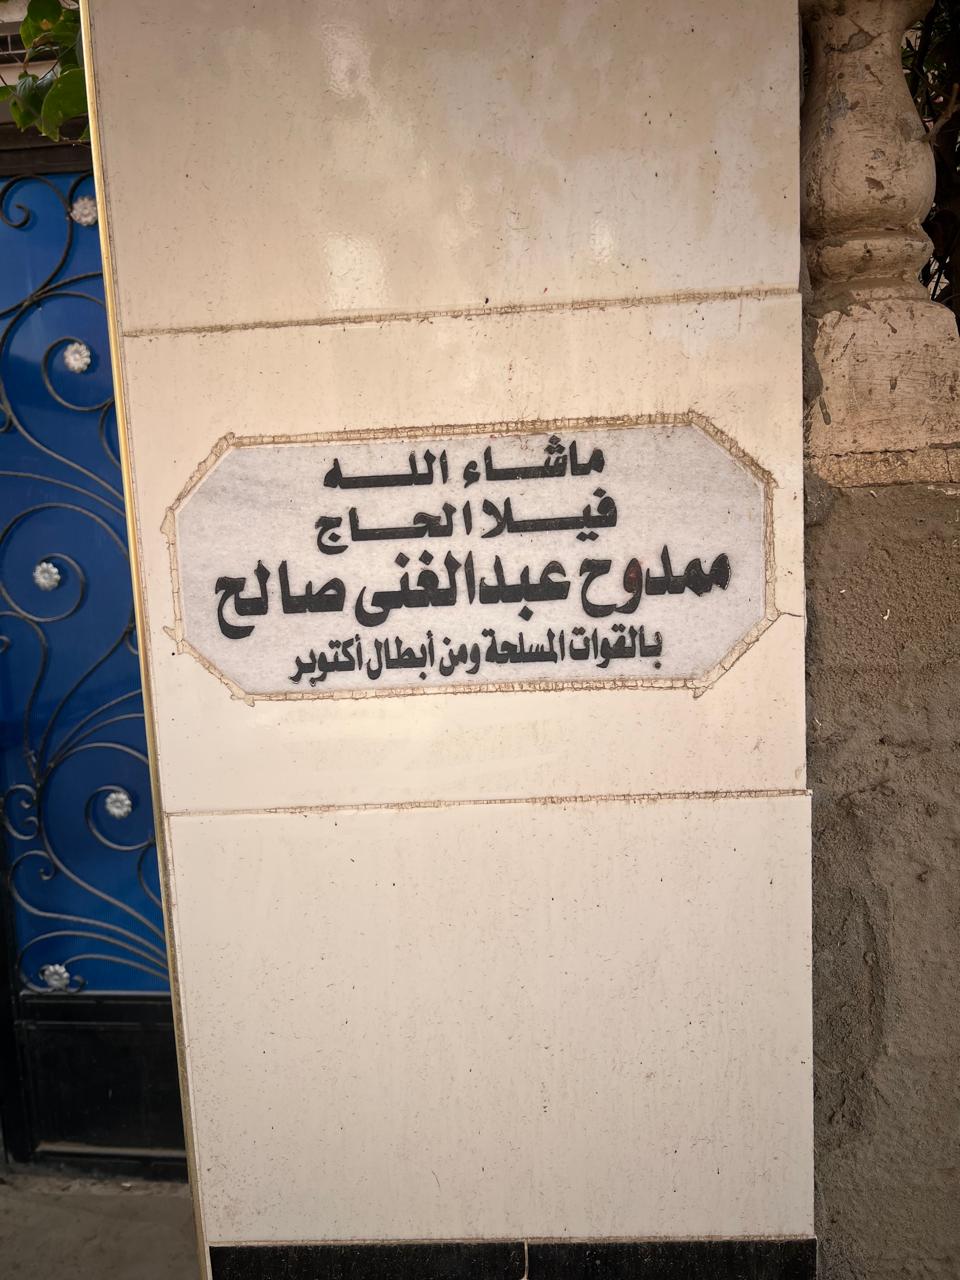 ماشاء الله
فيلا الحاج
ممدوح عبدالغنى صالح
بالقوات المسلحة ومن أبطال أكتوبر